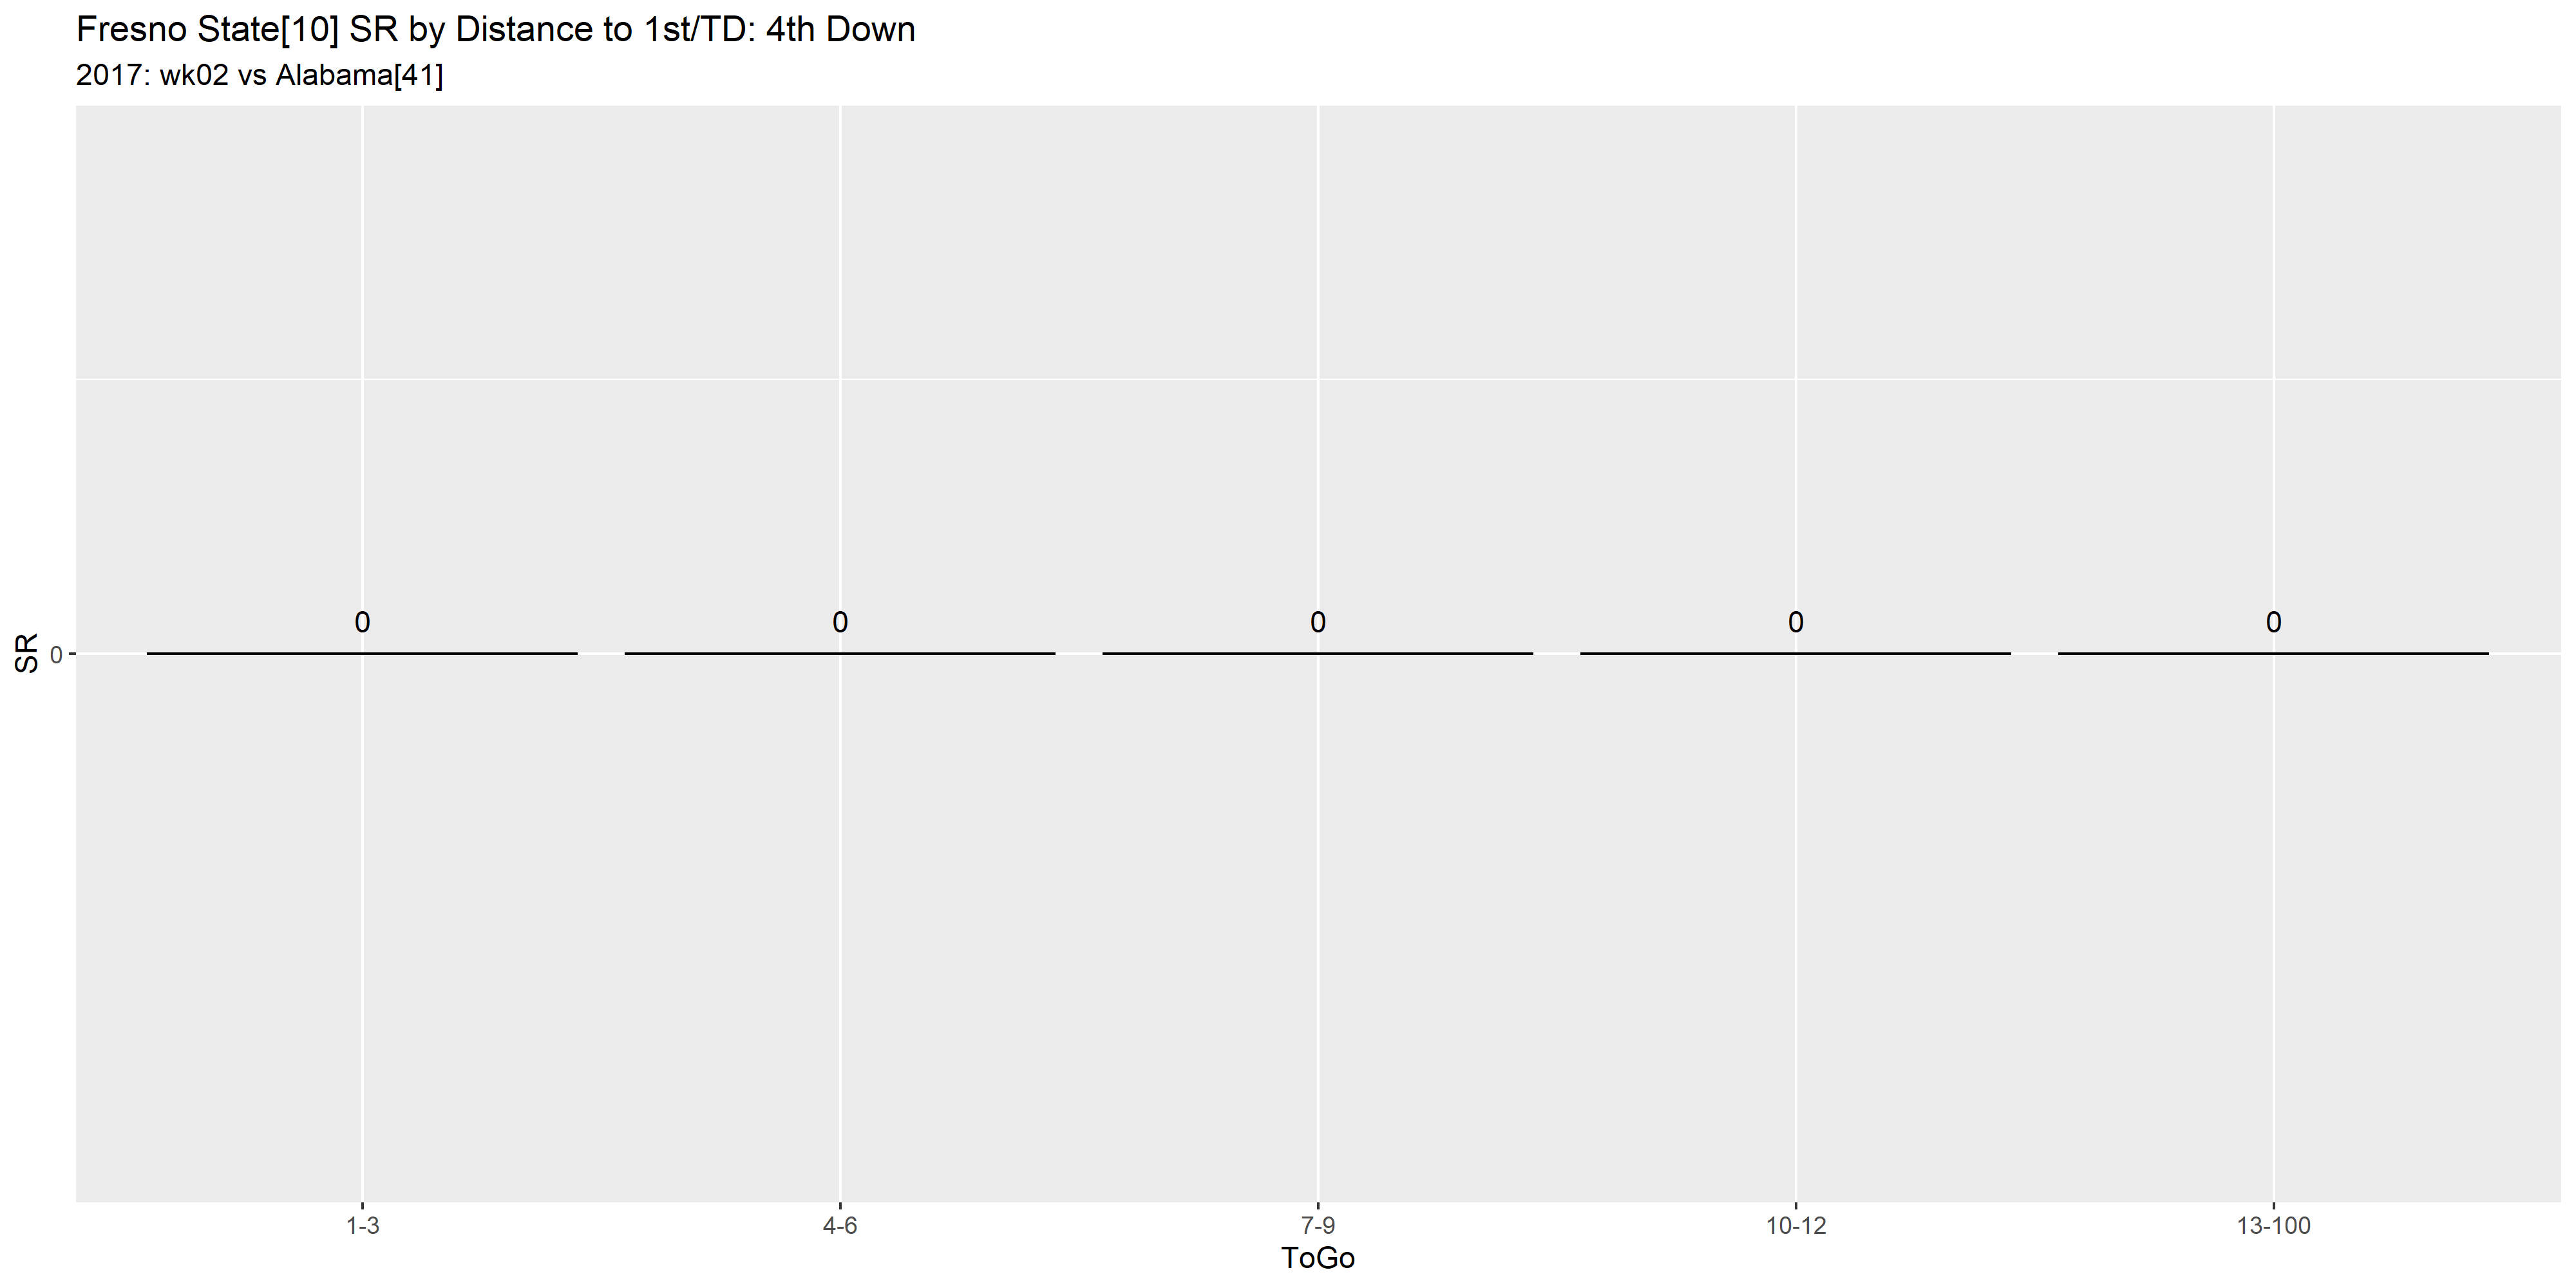 Fresno State[10] SR by Distance to 1st/TD: 4th Down
2017: wk02 vs Alabama[41]
0 0 0 0 0
SR
0
1-3 4-6 7-9 10-12 13-100
ToGo